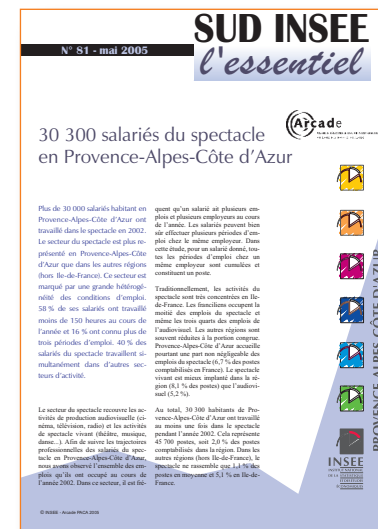 SUD INSEE
N° 81 - mai 2005
l'essentiel
Arcade
30 300 salariés du spectacle
en Provence-Alpes-Côte d'Azur
Plus de 30 000 salariés habitant en
Provence-Alpes-Côte d'Azur ont
travaillé dans le spectacle en 2002.
Le secteur du spectacle est plus re-
présenté en Provence-Alpes-Côte
d'Azur que dans les autres régions
(hors Ile-de-France). Ce secteur est
marqué par une grande hétérogé-
néité des conditions d'emploi.
58 % de ses salariés ont travaillé
moins de 150 heures au cours de
l'année et 16 % ont connu plus de
trois périodes d'emploi. 40 % des
salariés du spectacle travaillent si-
multanément dans d'autres sec-
teurs d'activité.
Le secteur du spectacle recouvre les ac-
tivités de production audiovisuelle (ci-
néma, télévision, radio) et les activités
de spectacle vivant (théâtre, musique,
danse...). Afin de suivre les trajectoires
professionnelles des salariés du spec-
tacle en Provence-Alpes-Côte d'Azur,
nous avons observé l'ensemble des em-
plois qu'ils ont occupé au cours de
l'année 2002. Dans ce secteur, il est fré-
quent qu'un salarié ait plusieurs em-
plois et plusieurs employeurs au cours
de l'année. Les salariés peuvent bien
sûr effectuer plusieurs périodes d'em-
ploi chez le même employeur. Dans
cette étude, pour un salarié donné, tou-
tes les périodes d'emploi chez un
même employeur sont cumulées et
constituent un poste.
Traditionnellement, les activités du
spectacle sont très concentrées en Ile-
de-France. Les franciliens occupent la
moitié des emplois du spectacle et
même les trois quarts des emplois de
l'audiovisuel. Les autres régions sont
souvent réduites à la portion congrue.
Provence-Alpes-Côte d'Azur accueille
pourtant une part non négligeable des
emplois du spectacle (6,7 % des postes
comptabilisés en France). Le spectacle
vivant est mieux implanté dans la ré-
gion (8,1 % des postes) que l'audiovi-
suel (5,2 %).
Au total, 30 300 habitants de Pro-
vence-Alpes-Côte d'Azur ont travaillé
au moins une fois dans le spectacle
pendant l'année 2002. Cela représente
45 700 postes, soit 2,0 % des postes
comptabilisés dans la région. Dans les
autres régions (hors Ile-de-France), le
spectacle ne rassemble que 1,1 % des
postes en moyenne et 5,1 % en Ile-de-
France.
PROVENCE-ALPES-CÔTE D'AZUR
INSEE
© INSEE - Arcade PACA 2005